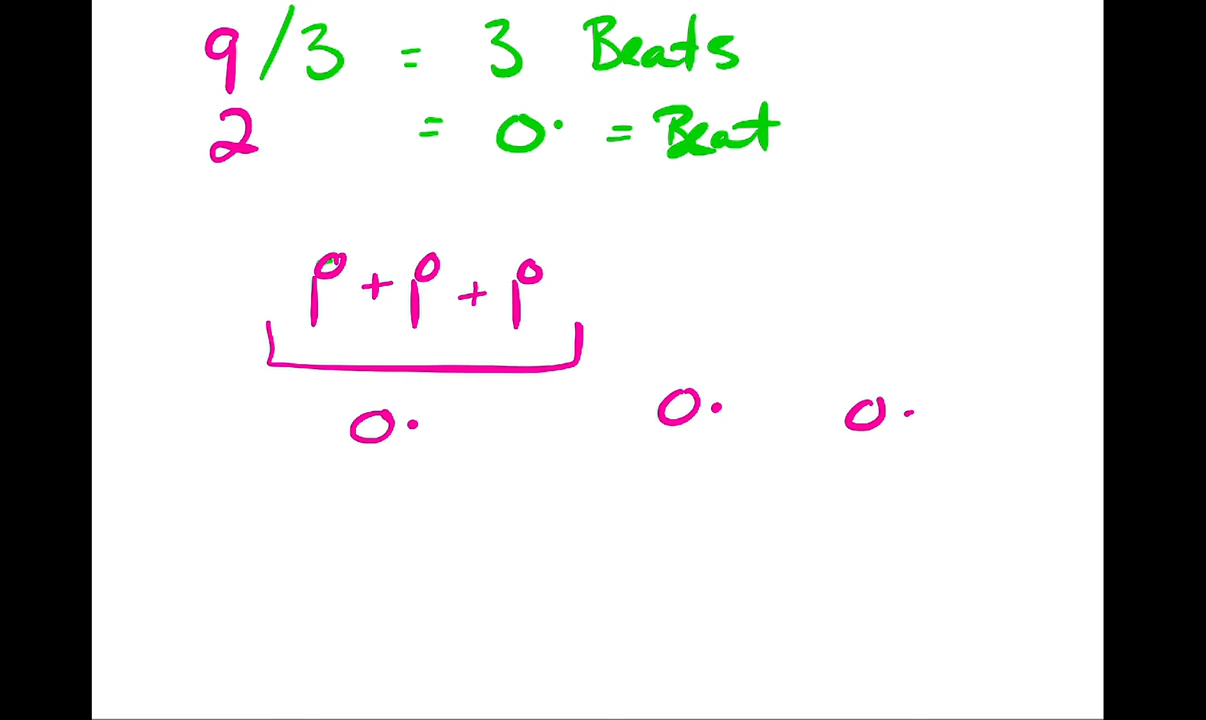 9/3 = 3 Beats
2 = o. = Beat
+ +
o. o. o.